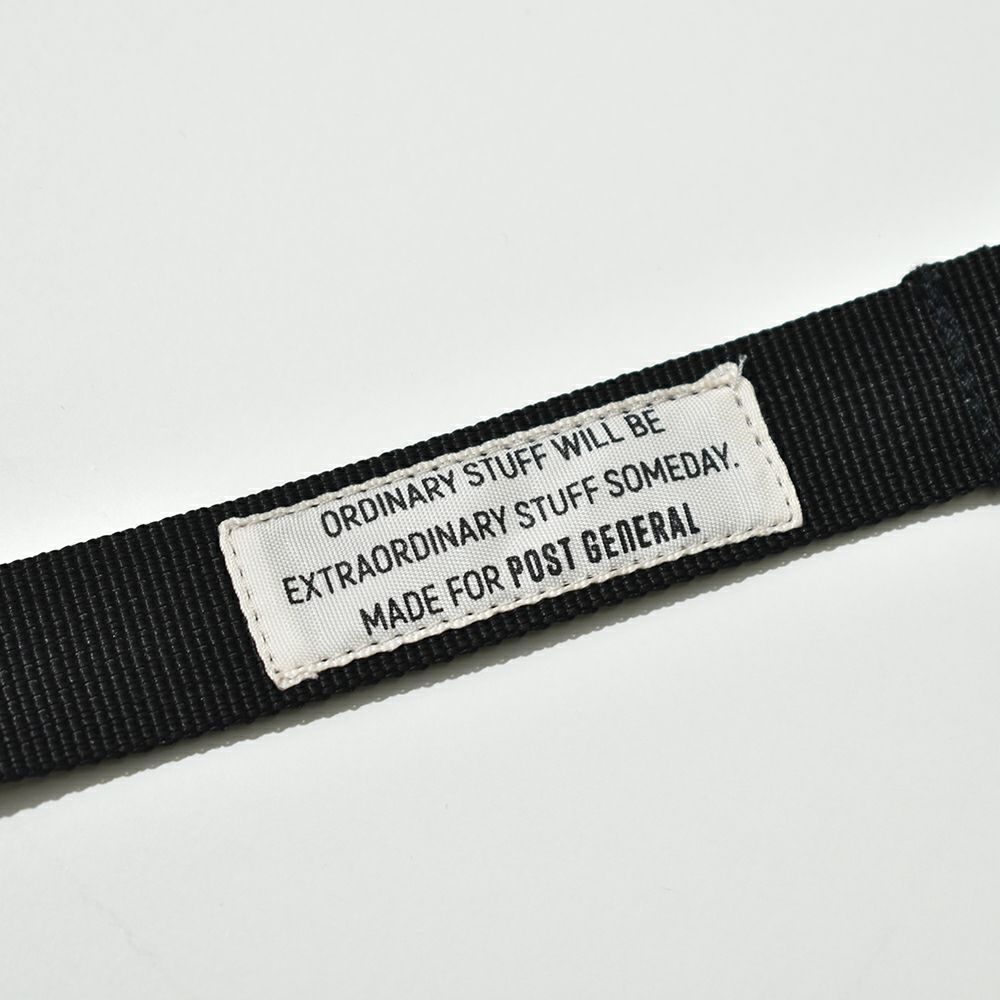 ORDINARY STUFF WILL BE
EXTRAORDINARY STUFF SOMEDAY.
MADE FOR POST GENERAL